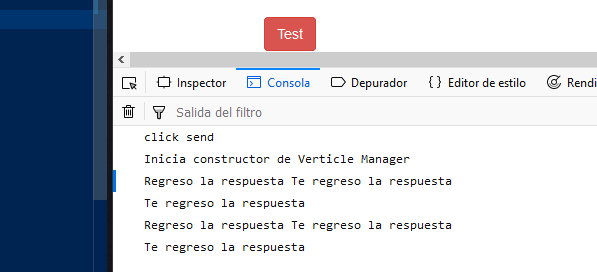 Test
Inspector Consola Depurador {} Editor de estilo Rendi
Salida del filtro
click send
Inicia constructor de Verticle Manager
Regreso la respuesta Te regreso la respuesta
Te regreso la respuesta
Regreso la respuesta Te regreso la respuesta
Te regreso la respuesta